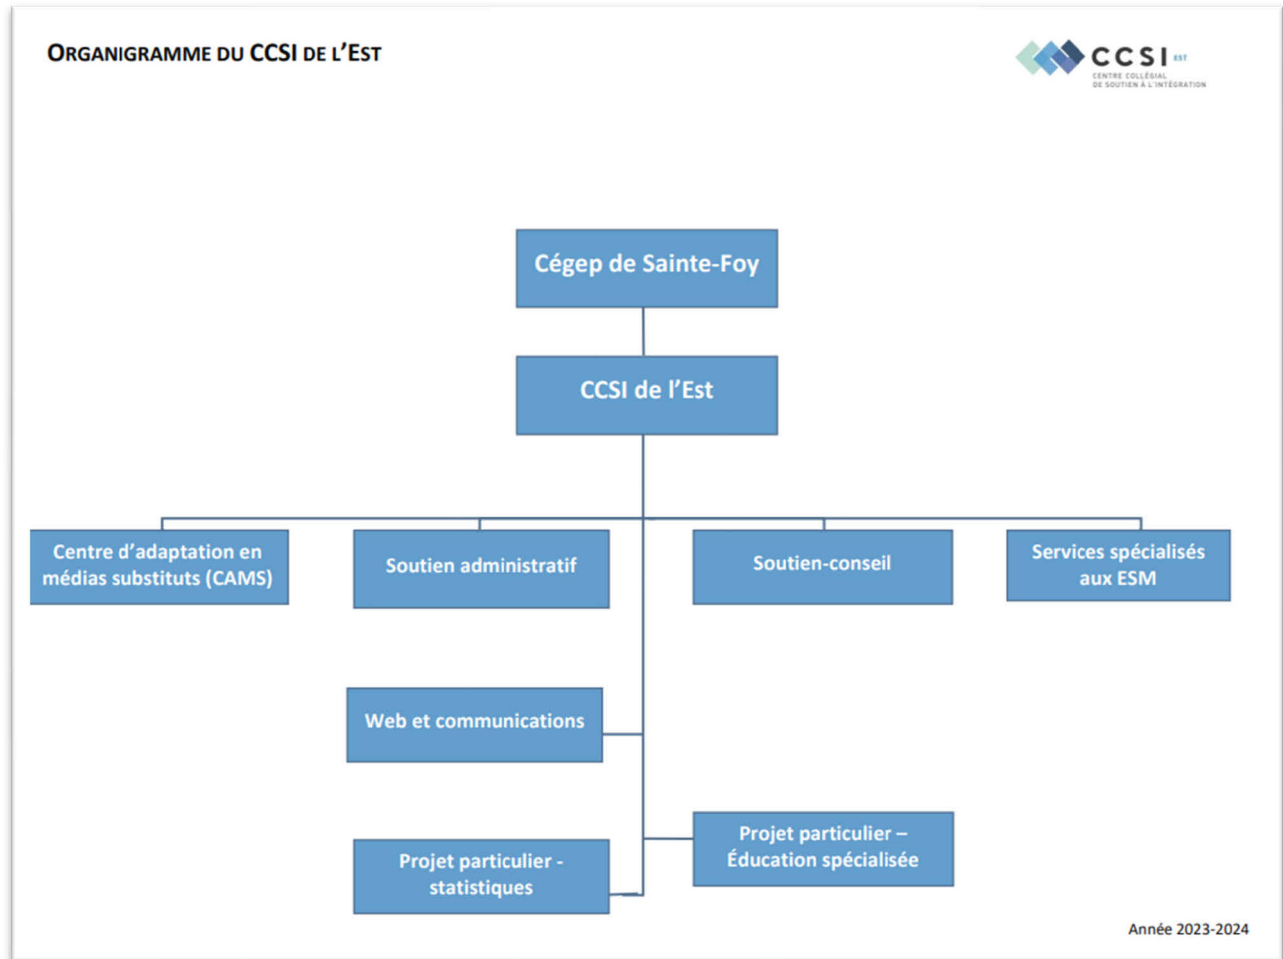 ORGANIGRAMME DU CCSI DE L'EST
CCSI EST
CENTRE COLLÉGIAL
DE SOUTIEN À L'INTÉGRATION
Cégep de Sainte-Foy
CCSI de l'Est
Centre d'adaptation en
médias substituts (CAMS)
Soutien administratif
Soutien-conseil
Services spécialisés
aux ESM
Web et communications
Projet particulier -
statistiques
Projet particulier –
Éducation spécialisée
Année 2023-2024